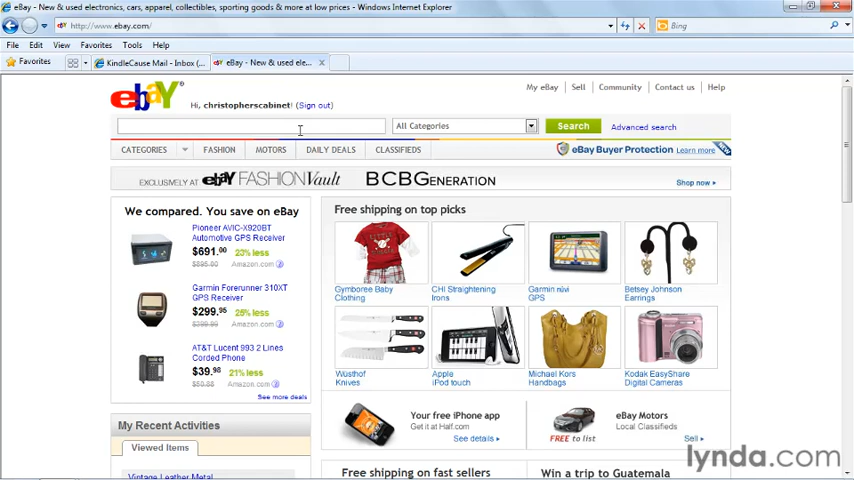 eBay - New & used electronics, cars, apparel, collectibles, sporting goods & more at low prices - Windows Internet Explorer
http://www.ebay.com/
Bing
File Edit View Favorites Tools Help
Favorites
KindleCause Mail - Inbox (...
eBay - New & used ele...
ebay
Hi, christopherscabinet! (Sign out)
My eBay Sell Community Contact us Help
All Categories
Search
Advanced search
CATEGORIES FASHION MOTORS DAILY DEALS CLASSIFIEDS
eBay Buyer Protection Learn more
EXCLUSIVELY AT ebay FASHION Vault BCBGENERATION
Shop now
We compared. You save on eBay
Pioneer AVIC-X920BT
Automotive GPS Receiver
$691.00 23% less
$895.00 Amazon.com
Garmin Forerunner 310XT
GPS Receiver
$299.95 25% less
$399.99 Amazon.com
AT&T Lucent 993 2 Lines
Corded Phone
$39.98 21% less
$50.88 Amazon.com
See more deals
Free shipping on top picks
Gymboree Baby
Clothing
CHI Straightening
Irons
Garmin nüvi
GPS
Betsey Johnson
Earrings
Wüsthof
Knives
Apple
iPod touch
Michael Kors
Handbags
Kodak EasyShare
Digital Cameras
My Recent Activities
Viewed Items
Vintage Leather Metal
Your free iPhone app
Get it at Half.com
See details
FREE to list
eBay Motors
Local Classifieds
Sell
Free shipping on fast sellers
Win a trip to Guatemala
lynda.com